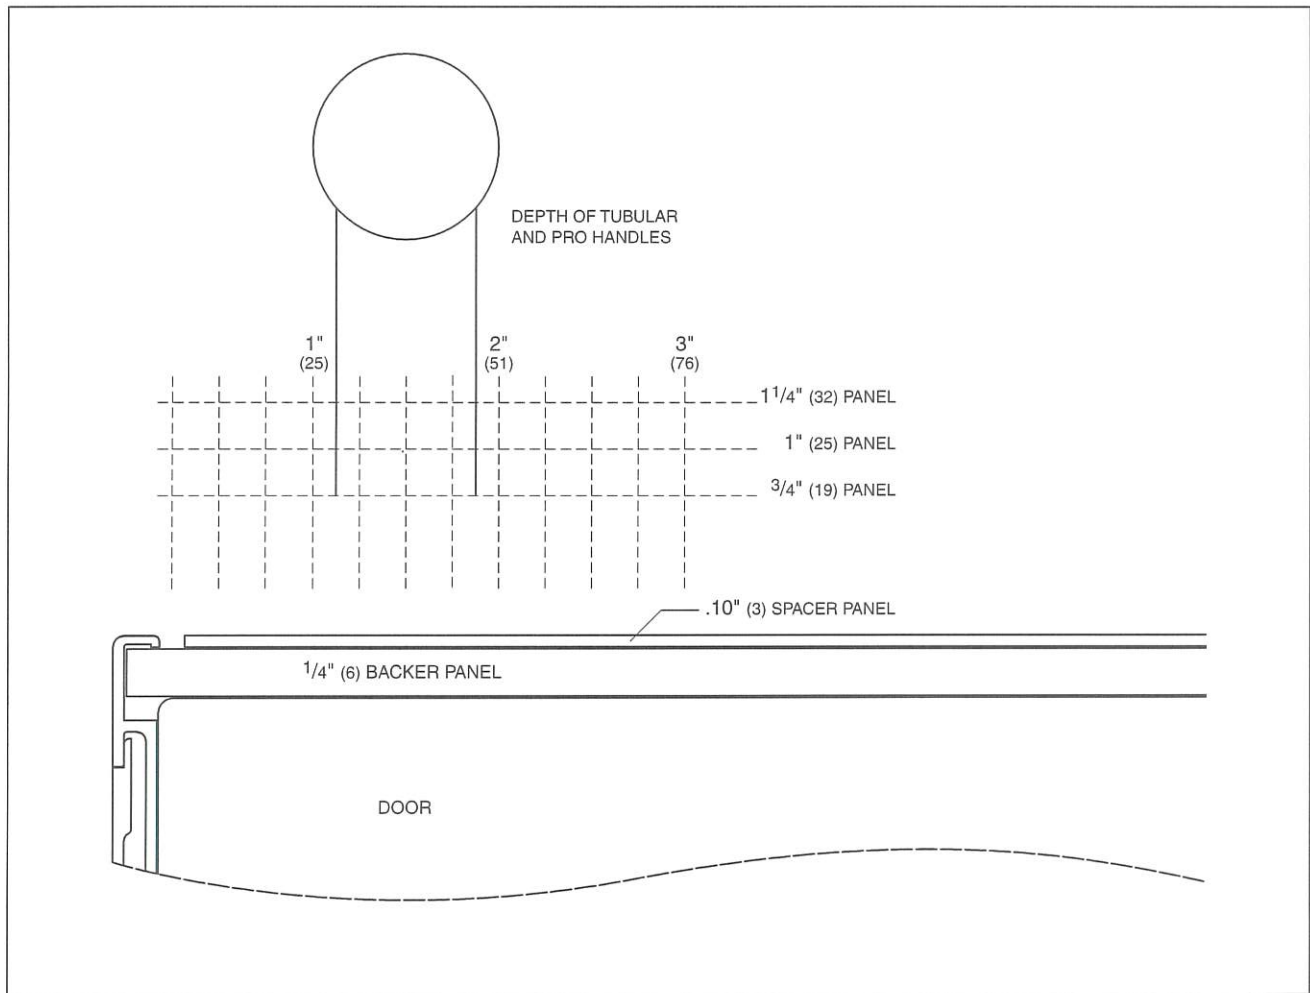 DEPTH OF TUBULAR
AND PRO HANDLES
1" 2" 3"
(25) (51) (76)
1 1/4" (32) PANEL
1" (25) PANEL
3/4" (19) PANEL
.10" (3) SPACER PANEL
1/4" (6) BACKER PANEL
DOOR